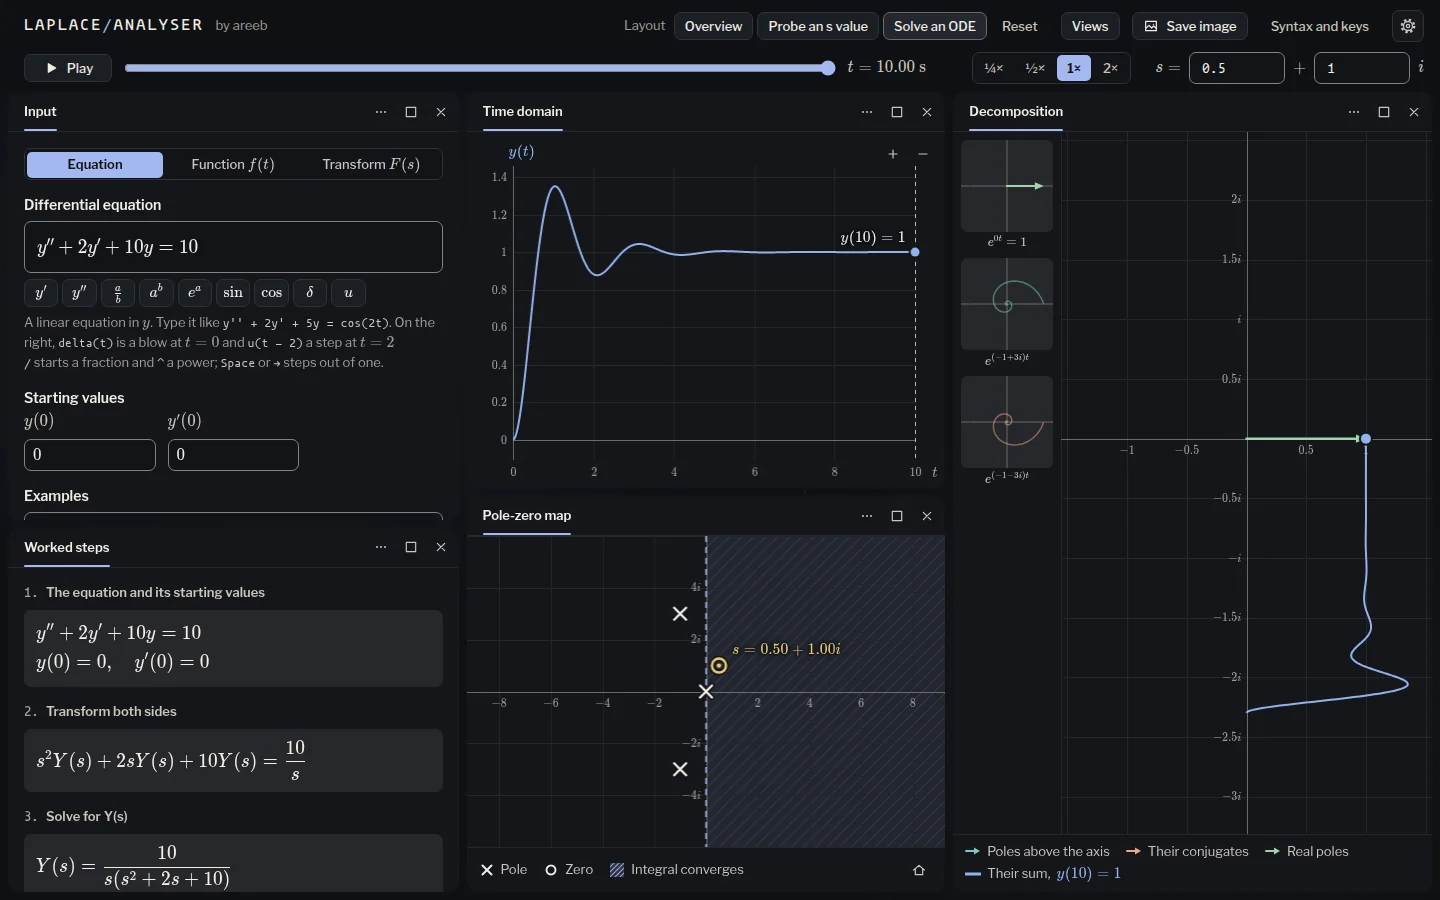 LAPLACE/ANALYSER by areeb
Layout Overview Probe an s value Solve an ODE Reset Views Save image Syntax and keys
Play t = 10.00 s ¼× ½× 1× 2× s = 0.5 + 1 i
Input
Equation Function f(t) Transform F(s)
Differential equation
y′′ + 2y′ + 10y = 10
y′ y′′ a/b a^b e^a sin cos δ u
A linear equation in y. Type it like y'' + 2y' + 5y = cos(2t). On the
right, delta(t) is a blow at t = 0 and u(t − 2) a step at t = 2
/ starts a fraction and ^ a power; Space or → steps out of one.
Starting values
y(0) y′(0)
0 0
Examples
Worked steps
1. The equation and its starting values
y′′ + 2y′ + 10y = 10
y(0) = 0, y′(0) = 0
2. Transform both sides
s²Y(s) + 2sY(s) + 10Y(s) = 10/s
3. Solve for Y(s)
Y(s) = 10/(s(s² + 2s + 10))
Time domain
y(t) + −
1.4
1.2
y(10) = 1
1
0.8
0.6
0.4
0.2
0
0 2 4 6 8 10 t
Pole-zero map
4i
2i
s = 0.50 + 1.00i
−8 −6 −4 −2 2 4 6 8
−2i
−4i
Pole Zero Integral converges
Decomposition
e^{0t} = 1
e^{(−1+3i)t}
e^{(−1−3i)t}
2i
1.5i
i
0.5i
−1 −0.5 0.5 1
−0.5i
−i
−1.5i
−2i
−2.5i
−3i
Poles above the axis Their conjugates Real poles
Their sum, y(10) = 1